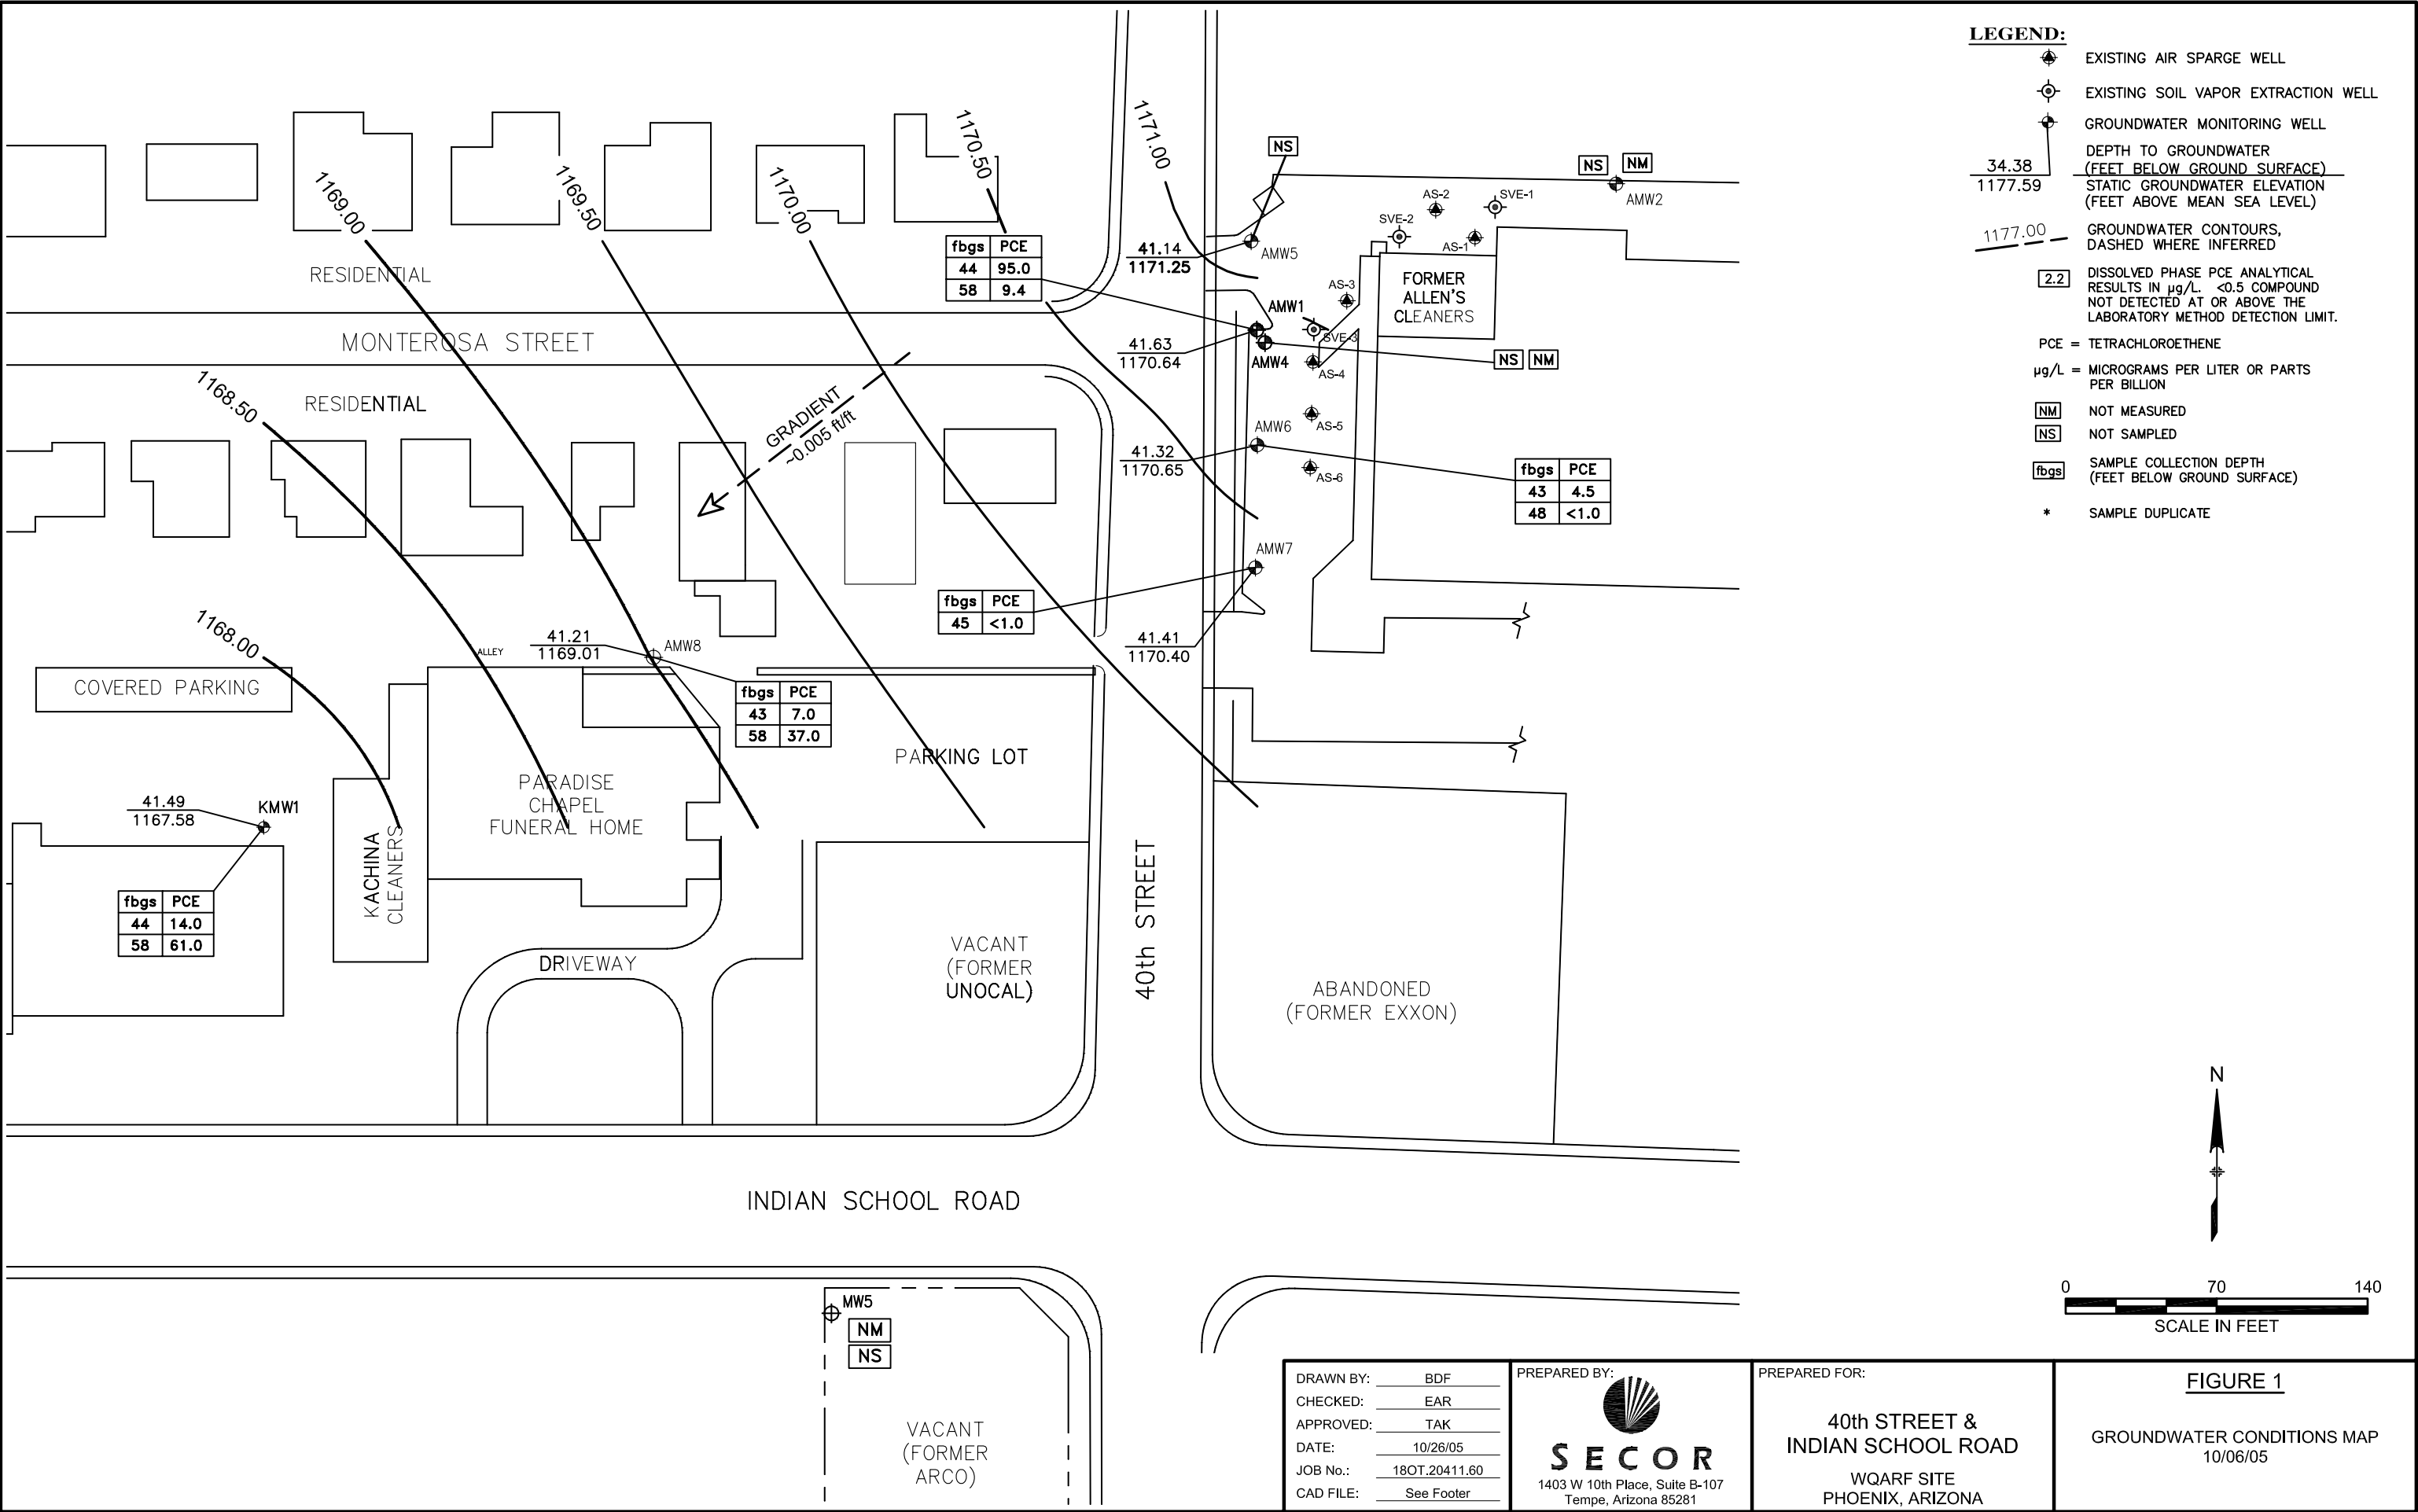 LEGEND:
EXISTING AIR SPARGE WELL
EXISTING SOIL VAPOR EXTRACTION WELL
GROUNDWATER MONITORING WELL
34.38
1177.59
DEPTH TO GROUNDWATER
(FEET BELOW GROUND SURFACE)
STATIC GROUNDWATER ELEVATION
(FEET ABOVE MEAN SEA LEVEL)
1177.00
GROUNDWATER CONTOURS,
DASHED WHERE INFERRED
2.2
DISSOLVED PHASE PCE ANALYTICAL
RESULTS IN µg/L. <0.5 COMPOUND
NOT DETECTED AT OR ABOVE THE
LABORATORY METHOD DETECTION LIMIT.
PCE = TETRACHLOROETHENE
µg/L = MICROGRAMS PER LITER OR PARTS
PER BILLION
NM NOT MEASURED
NS NOT SAMPLED
fbgs SAMPLE COLLECTION DEPTH
(FEET BELOW GROUND SURFACE)
* SAMPLE DUPLICATE
1169.00
1169.50
1170.00
1170.50
1171.00
NS
NS NM
AMW2
AS-2
SVE-1
SVE-2
AS-1
AMW5
41.14
1171.25
fbgs PCE
44 95.0
58 9.4
RESIDENTIAL
AS-3
FORMER
ALLEN'S
CLEANERS
AMW1
SVE-3
MONTEROSA STREET
41.63
1170.64
AMW4
NS NM
AS-4
1168.50
RESIDENTIAL
GRADIENT
~0.005 ft/ft
AMW6
AS-5
41.32
1170.65
AS-6
fbgs PCE
43 4.5
48 <1.0
AMW7
fbgs PCE
45 <1.0
41.41
1170.40
1168.00
ALLEY
41.21
1169.01
AMW8
COVERED PARKING
fbgs PCE
43 7.0
58 37.0
PARKING LOT
PARADISE
CHAPEL
FUNERAL HOME
41.49
1167.58
KMW1
KACHINA
CLEANERS
fbgs PCE
44 14.0
58 61.0
DRIVEWAY
VACANT
(FORMER
UNOCAL)
40th STREET
ABANDONED
(FORMER EXXON)
N
INDIAN SCHOOL ROAD
0 70 140
SCALE IN FEET
MW5
NM
NS
VACANT
(FORMER
ARCO)
DRAWN BY: BDF
CHECKED: EAR
APPROVED: TAK
DATE: 10/26/05
JOB No.: 18OT.20411.60
CAD FILE: See Footer
PREPARED BY:
SECOR
1403 W 10th Place, Suite B-107
Tempe, Arizona 85281
PREPARED FOR:
40th STREET &
INDIAN SCHOOL ROAD
WQARF SITE
PHOENIX, ARIZONA
FIGURE 1
GROUNDWATER CONDITIONS MAP
10/06/05